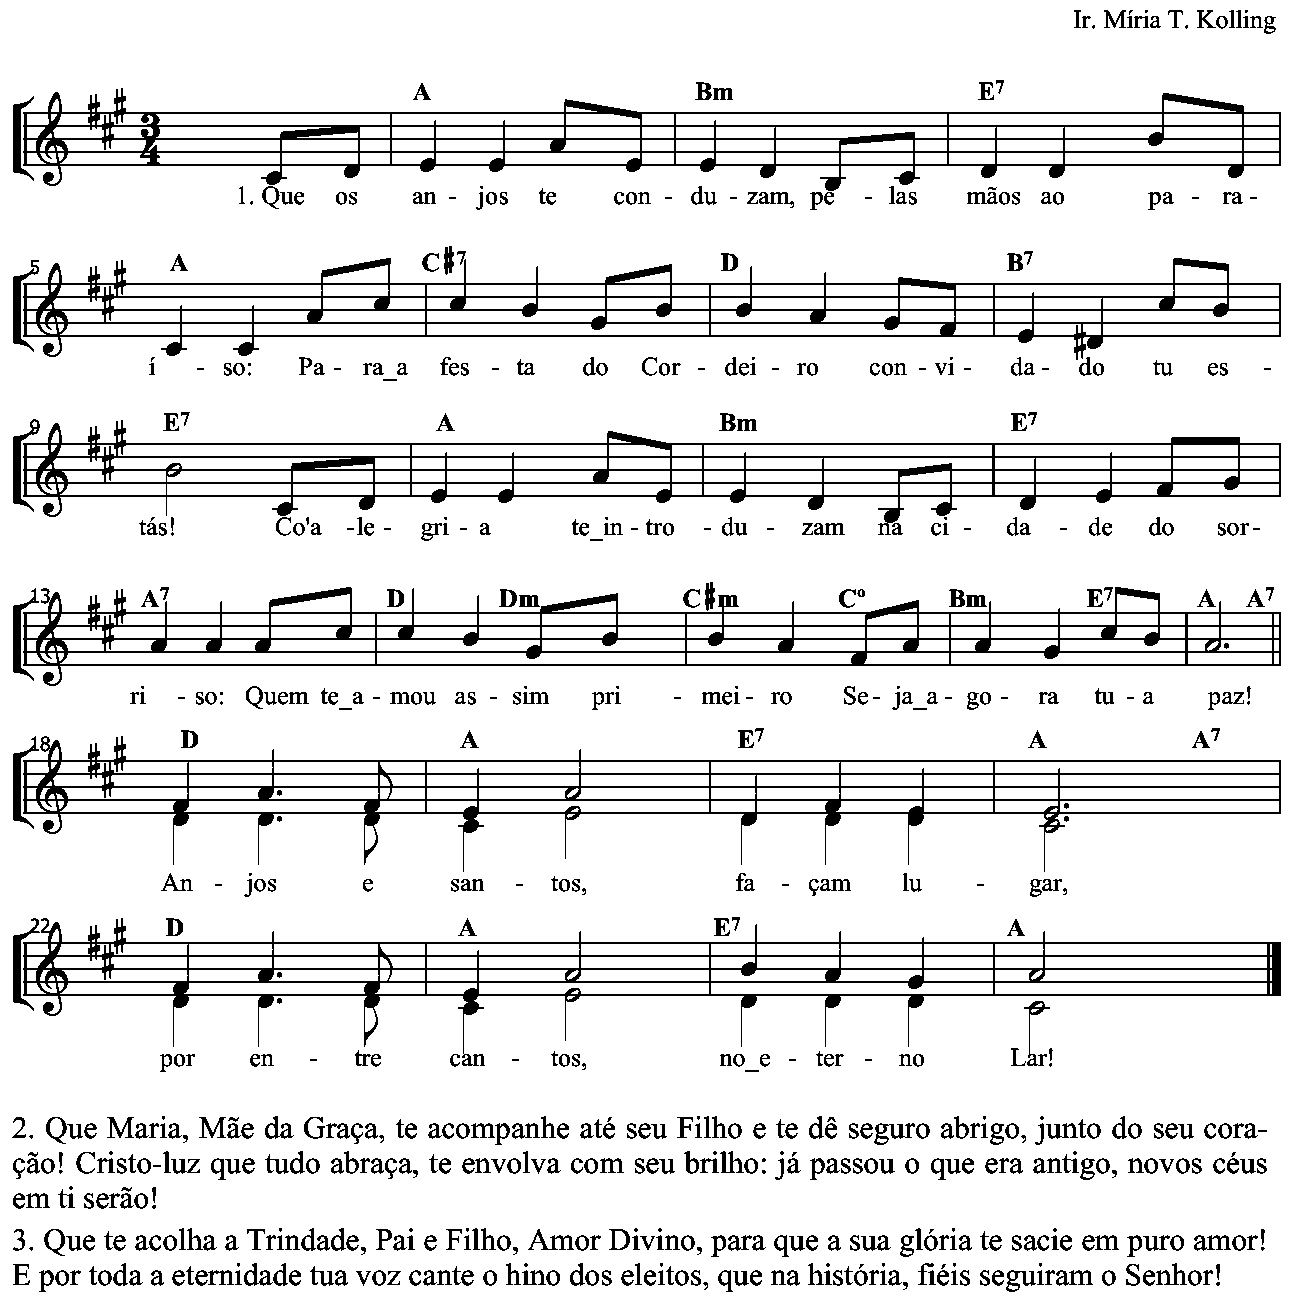 Ir. Míria T. Kolling
A Bm E7
3
4
1. Que os an - jos te con - du - zam, pe - las mãos ao pa - ra-
5 A C#7 D B7
í - so: Pa - ra_a fes - ta do Cor - dei - ro con - vi - da - do tu es -
9 E7 A Bm E7
tás! Co'a -le- gri - a te_in-tro - du - zam na ci - da - de do sor-
13 A7 D Dm C#m Cº Bm E7 A A7
ri - so: Quem te_a - mou as - sim pri - mei - ro Se - ja_a - go - ra tu - a paz!
18 D A E7 A A7
An - jos e san - tos, fa - çam lu - gar,
22 D A E7 A
por en - tre can - tos, no_e - ter - no Lar!
2. Que Maria, Mãe da Graça, te acompanhe até seu Filho e te dê seguro abrigo, junto do seu cora-
ção! Cristo-luz que tudo abraça, te envolva com seu brilho: já passou o que era antigo, novos céus
em ti serão!
3. Que te acolha a Trindade, Pai e Filho, Amor Divino, para que a sua glória te sacie em puro amor!
E por toda a eternidade tua voz cante o hino dos eleitos, que na história, fiéis seguiram o Senhor!